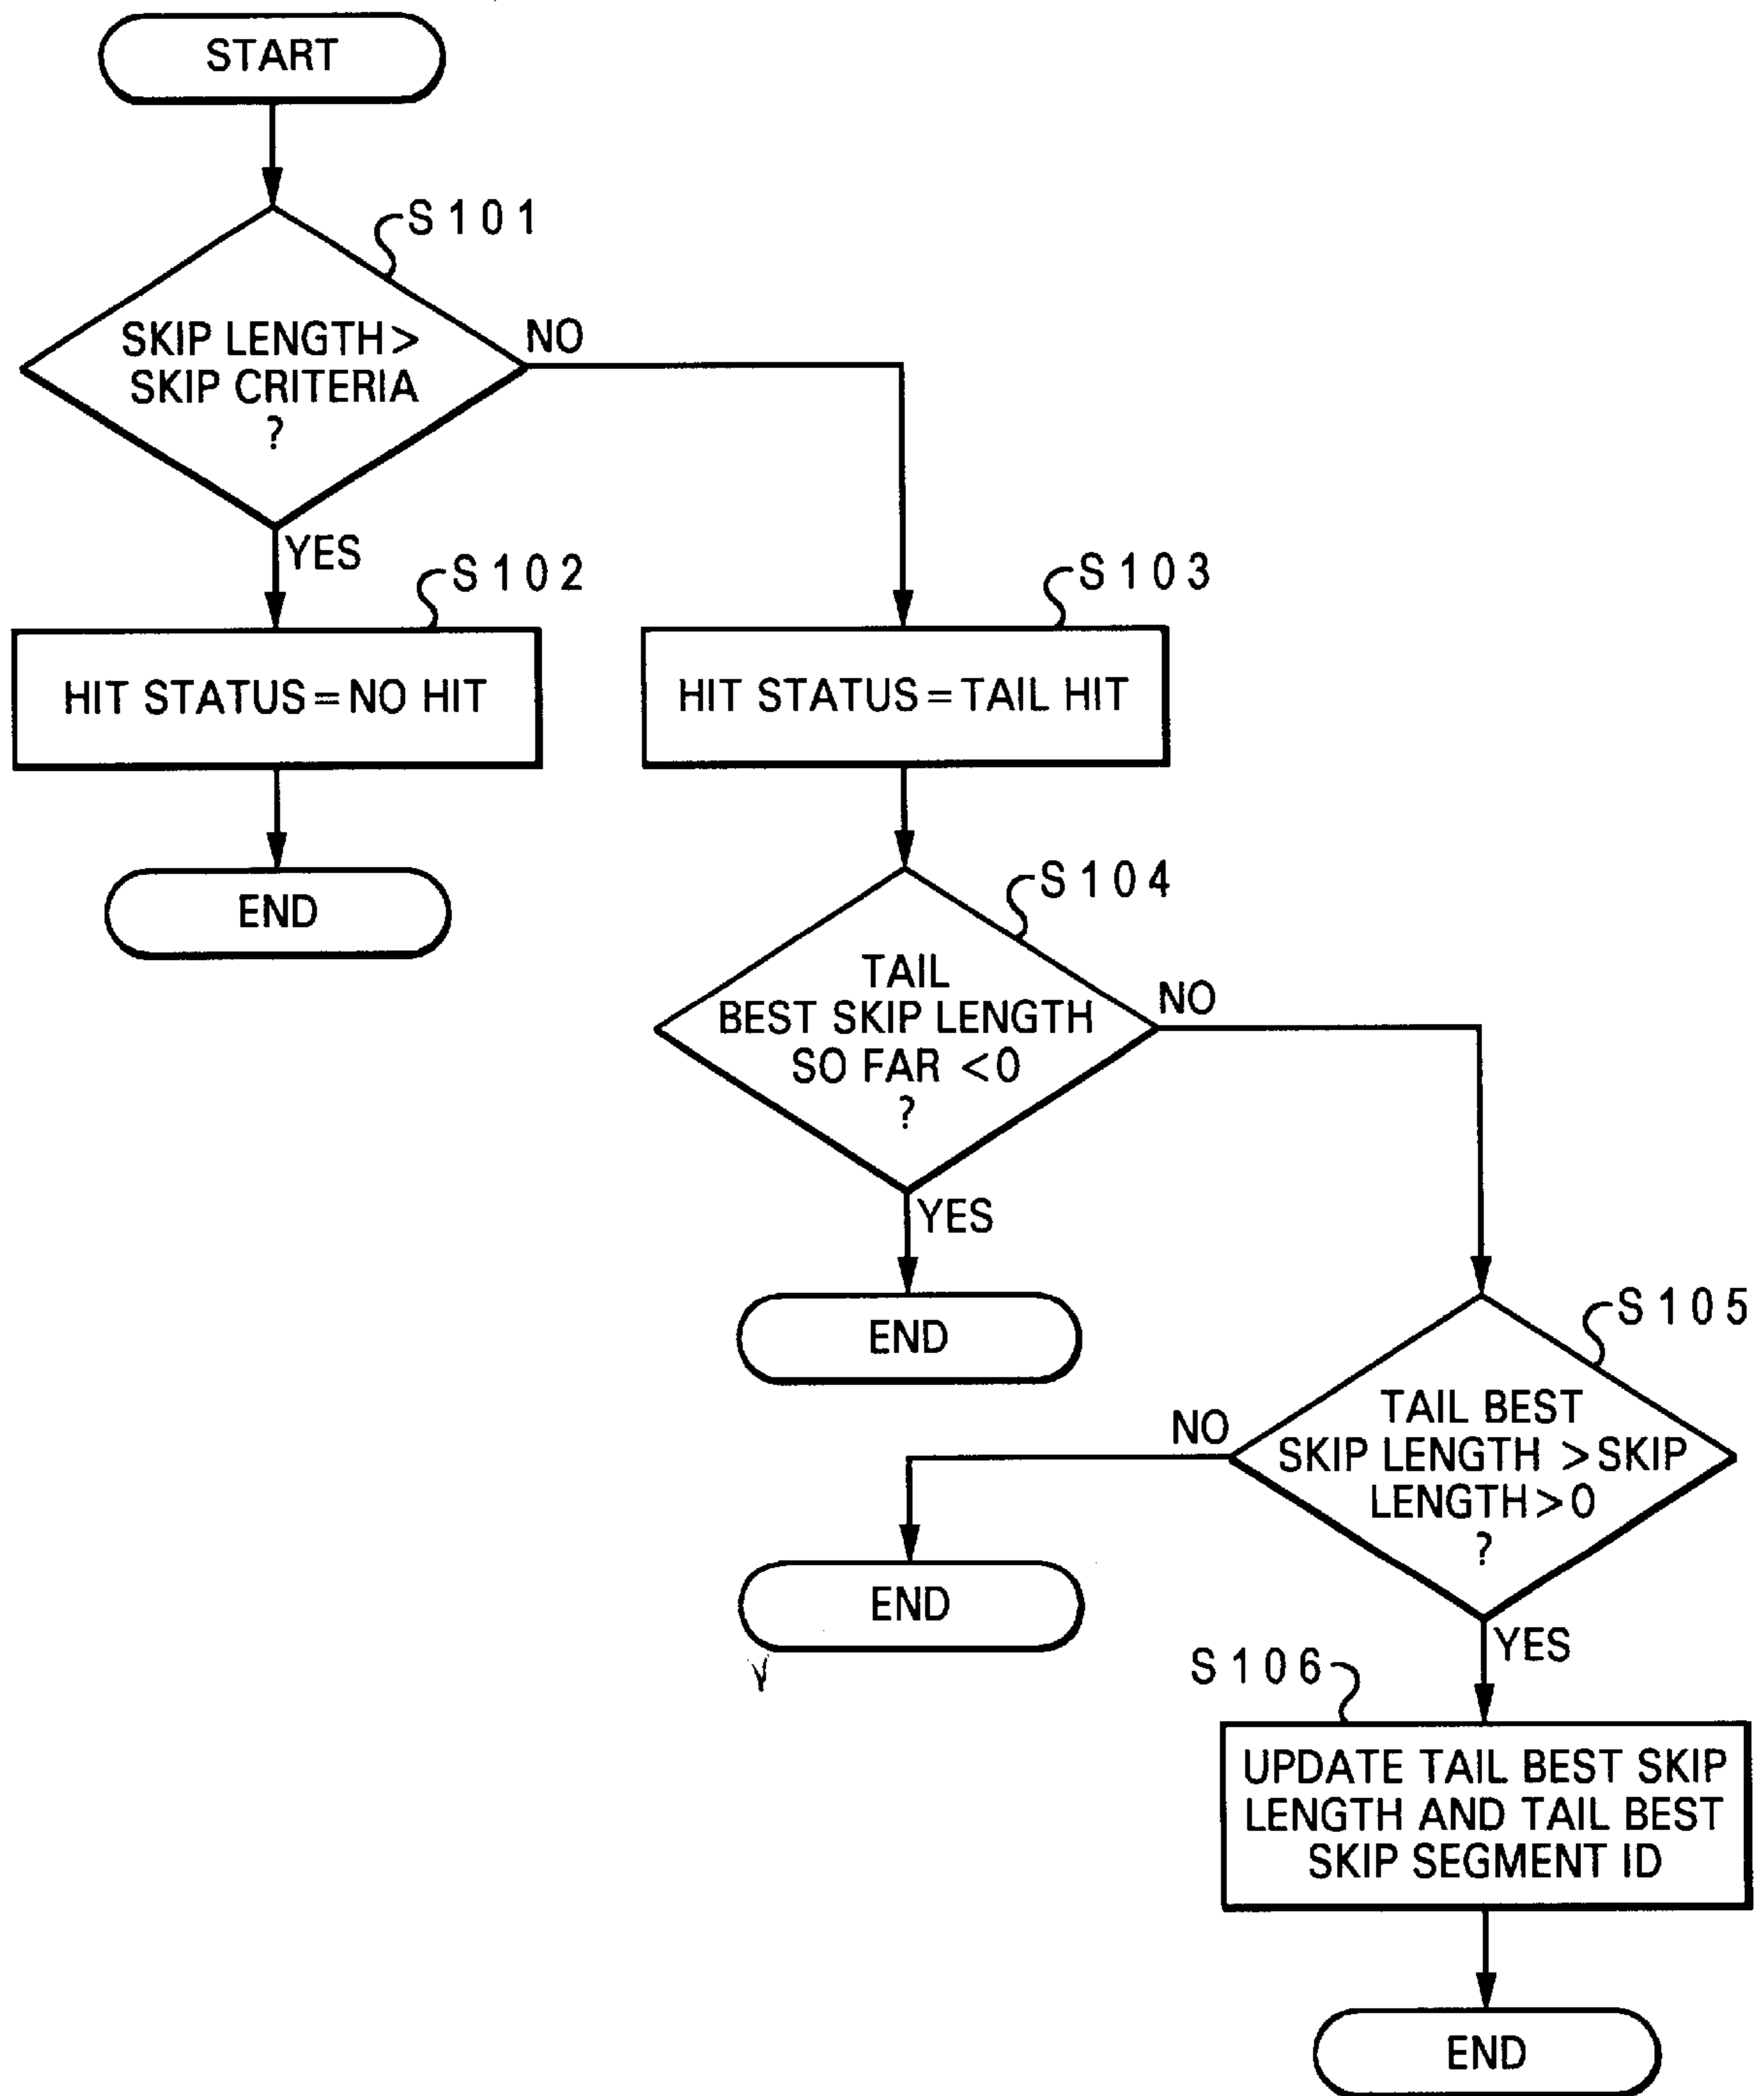 START
S101
SKIP LENGTH>
SKIP CRITERIA
?
NO
YES
S102
HIT STATUS=NO HIT
END
S103
HIT STATUS=TAIL HIT
S104
TAIL
BEST SKIP LENGTH
SO FAR <0
?
NO
YES
END
S105
TAIL BEST
SKIP LENGTH >SKIP
LENGTH>0
?
NO
END
YES
S106
UPDATE TAIL BEST SKIP
LENGTH AND TAIL BEST
SKIP SEGMENT ID
END